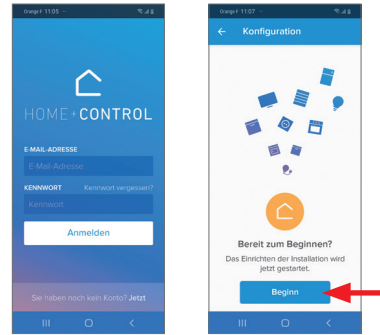 Orange F 11:05
HOME + CONTROL
E-MAIL-ADRESSE
E-Mail-Adresse
KENNWORT Kennwort vergessen?
Kennwort
Anmelden
Sie haben noch kein Konto? Jetzt
Orange F 11:07
Konfiguration
Bereit zum Beginnen?
Das Einrichten der Installation wird
jetzt gestartet.
Beginn